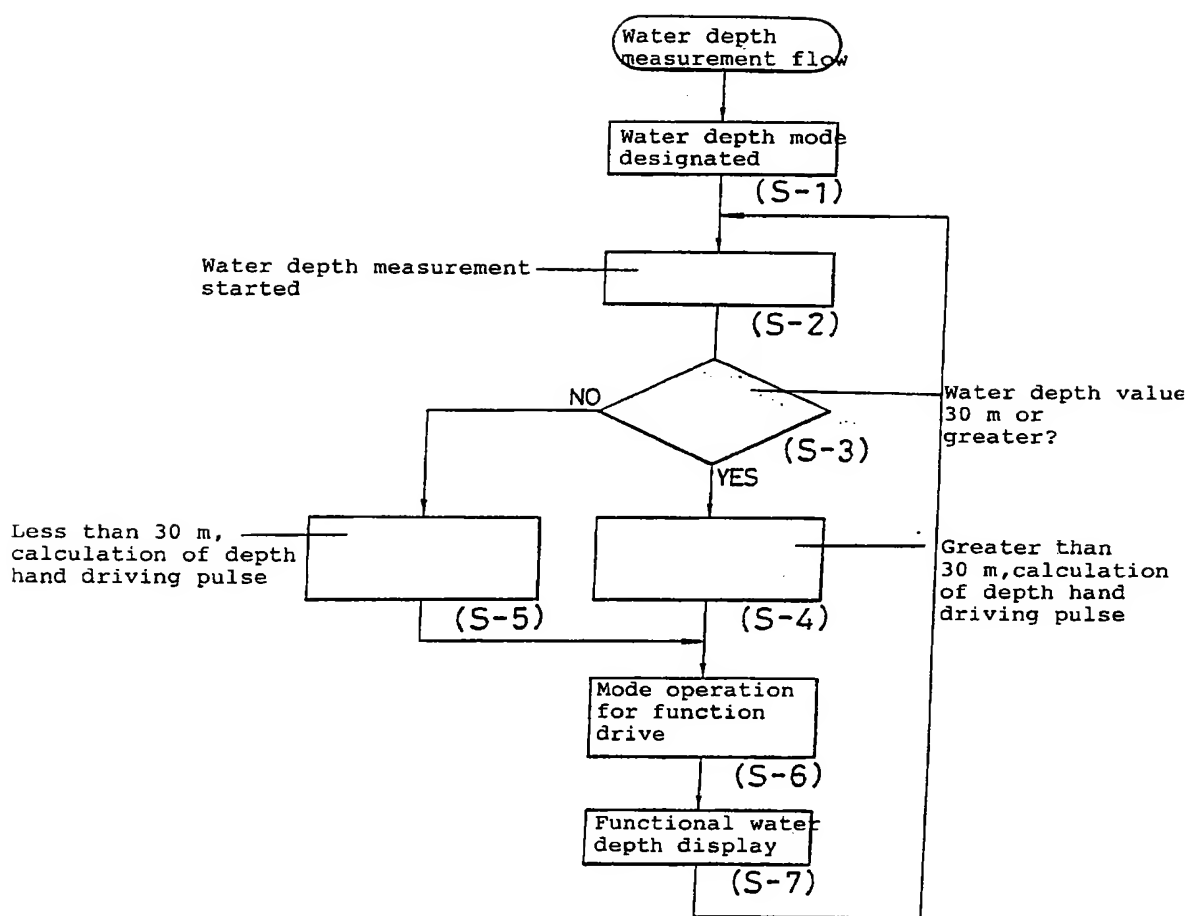 Water depth
measurement flow
Water depth mode
designated
(S-1)
Water depth measurement
started
(S-2)
NO
Water depth value
30 m or
greater?
(S-3)
YES
Less than 30 m,
calculation of depth
hand driving pulse
(S-5)
Greater than
30 m,calculation
of depth hand
driving pulse
(S-4)
Mode operation
for function
drive
(S-6)
Functional water
depth display
(S-7)